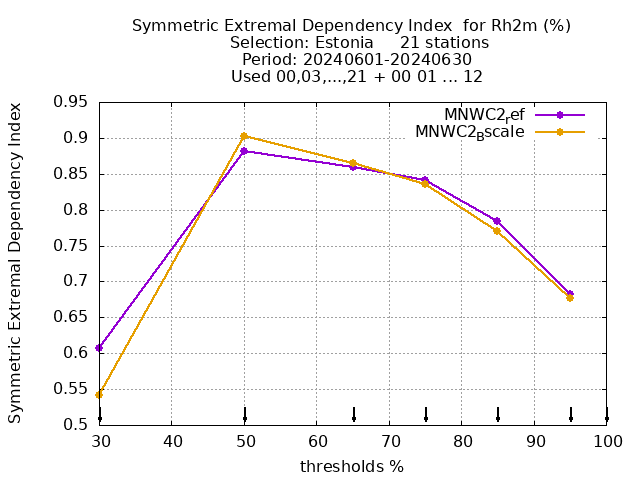 Symmetric Extremal Dependency Index  for Rh2m (%)
Selection: Estonia     21 stations
Period: 20240601-20240630
Used 00,03,...,21 + 00 01 ... 12
MNWC2_ref
MNWC2_Bscale
Symmetric Extremal Dependency Index
0.95
0.9
0.85
0.8
0.75
0.7
0.65
0.6
0.55
0.5
30 40 50 60 70 80 90 100
thresholds %